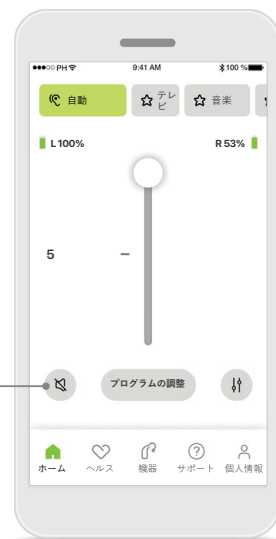 ●●●○○ PH 9:41 AM 100 %
自動 テレ
ビ 音楽
L 100% R 53%
5
プログラムの調整
ホーム ヘルス 機器 サポート 個人情報